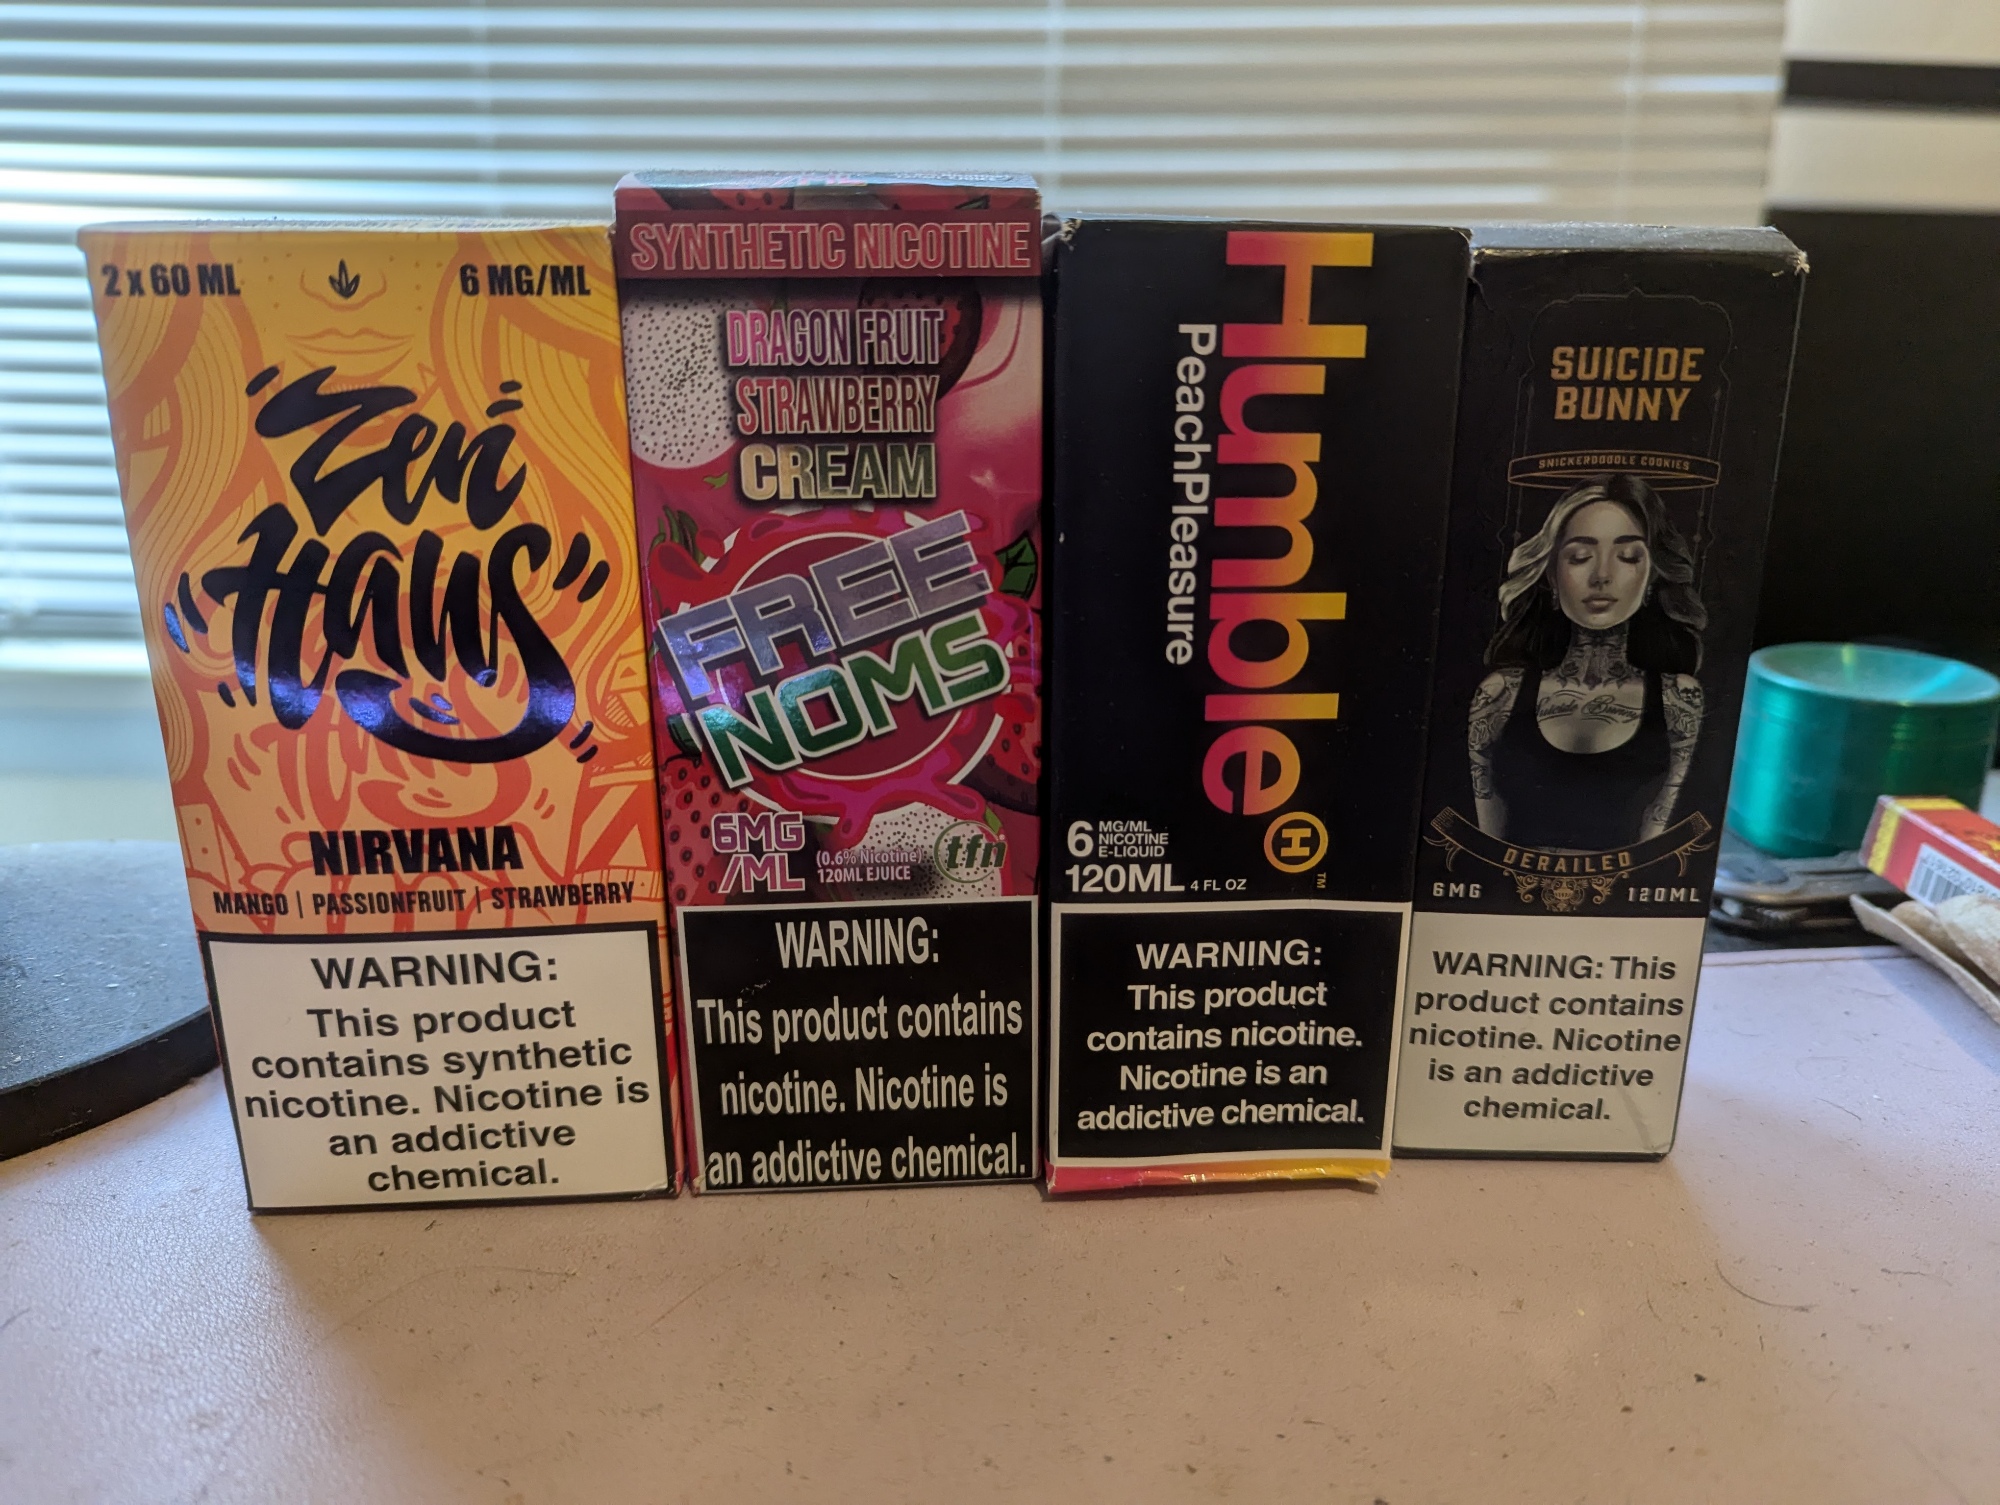 2 x 60 ML
6 MG/ML
Zen
Haus
NIRVANA
MANGO | PASSIONFRUIT | STRAWBERRY
WARNING:
This product
contains synthetic
nicotine. Nicotine is
an addictive
chemical.
SYNTHETIC NICOTINE
DRAGON FRUIT
STRAWBERRY
CREAM
FREE
NOMS
6MG
/ML
(0.6% Nicotine)
120ML EJUICE
tfn
WARNING:
This product contains
nicotine. Nicotine is
an addictive chemical.
Humble
PeachPleasure
H
TM
6 MG/ML
NICOTINE
E-LIQUID
120ML 4 FL OZ
WARNING:
This product
contains nicotine.
Nicotine is an
addictive chemical.
SUICIDE
BUNNY
SNICKERDOODLE COOKIES
Suicide Bunny
DERAILED
6MG
120ML
WARNING: This
product contains
nicotine. Nicotine
is an addictive
chemical.